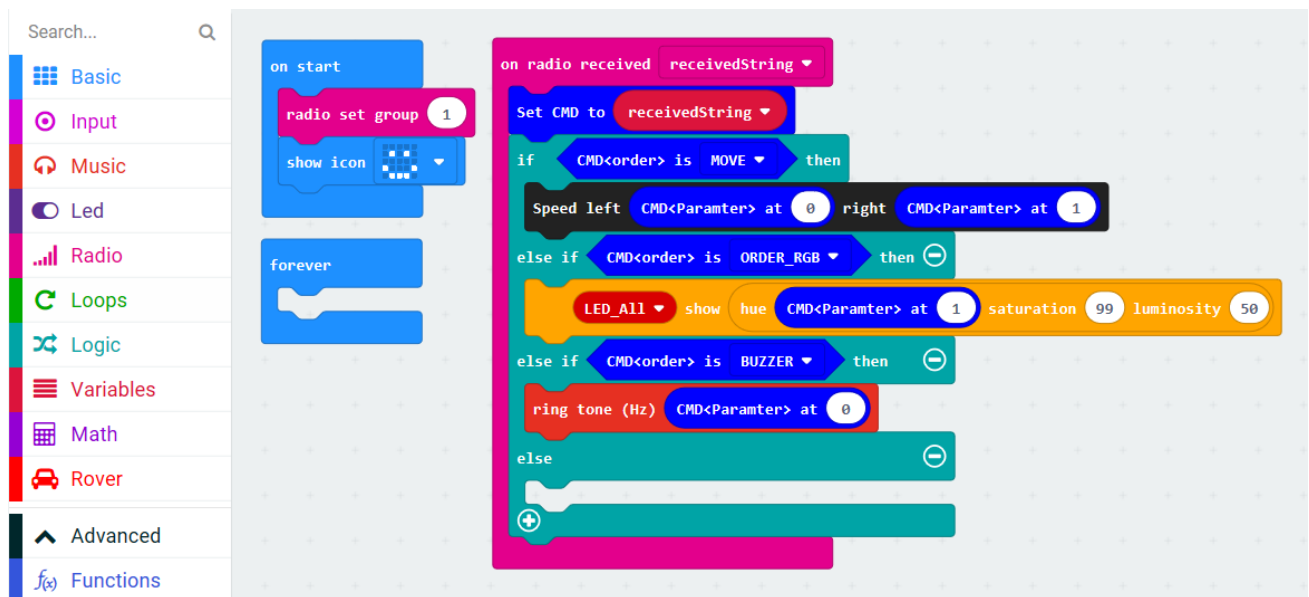 Search...
Basic
Input
Music
Led
Radio
Loops
Logic
Variables
Math
Rover
Advanced
f(x) Functions
on start
radio set group 1
show icon
forever
on radio received receivedString
Set CMD to receivedString
if CMD<order> is MOVE then
Speed left CMD<Paramter> at 0 right CMD<Paramter> at 1
else if CMD<order> is ORDER_RGB then
LED_All show hue CMD<Paramter> at 1 saturation 99 luminosity 50
else if CMD<order> is BUZZER then
ring tone (Hz) CMD<Paramter> at 0
else